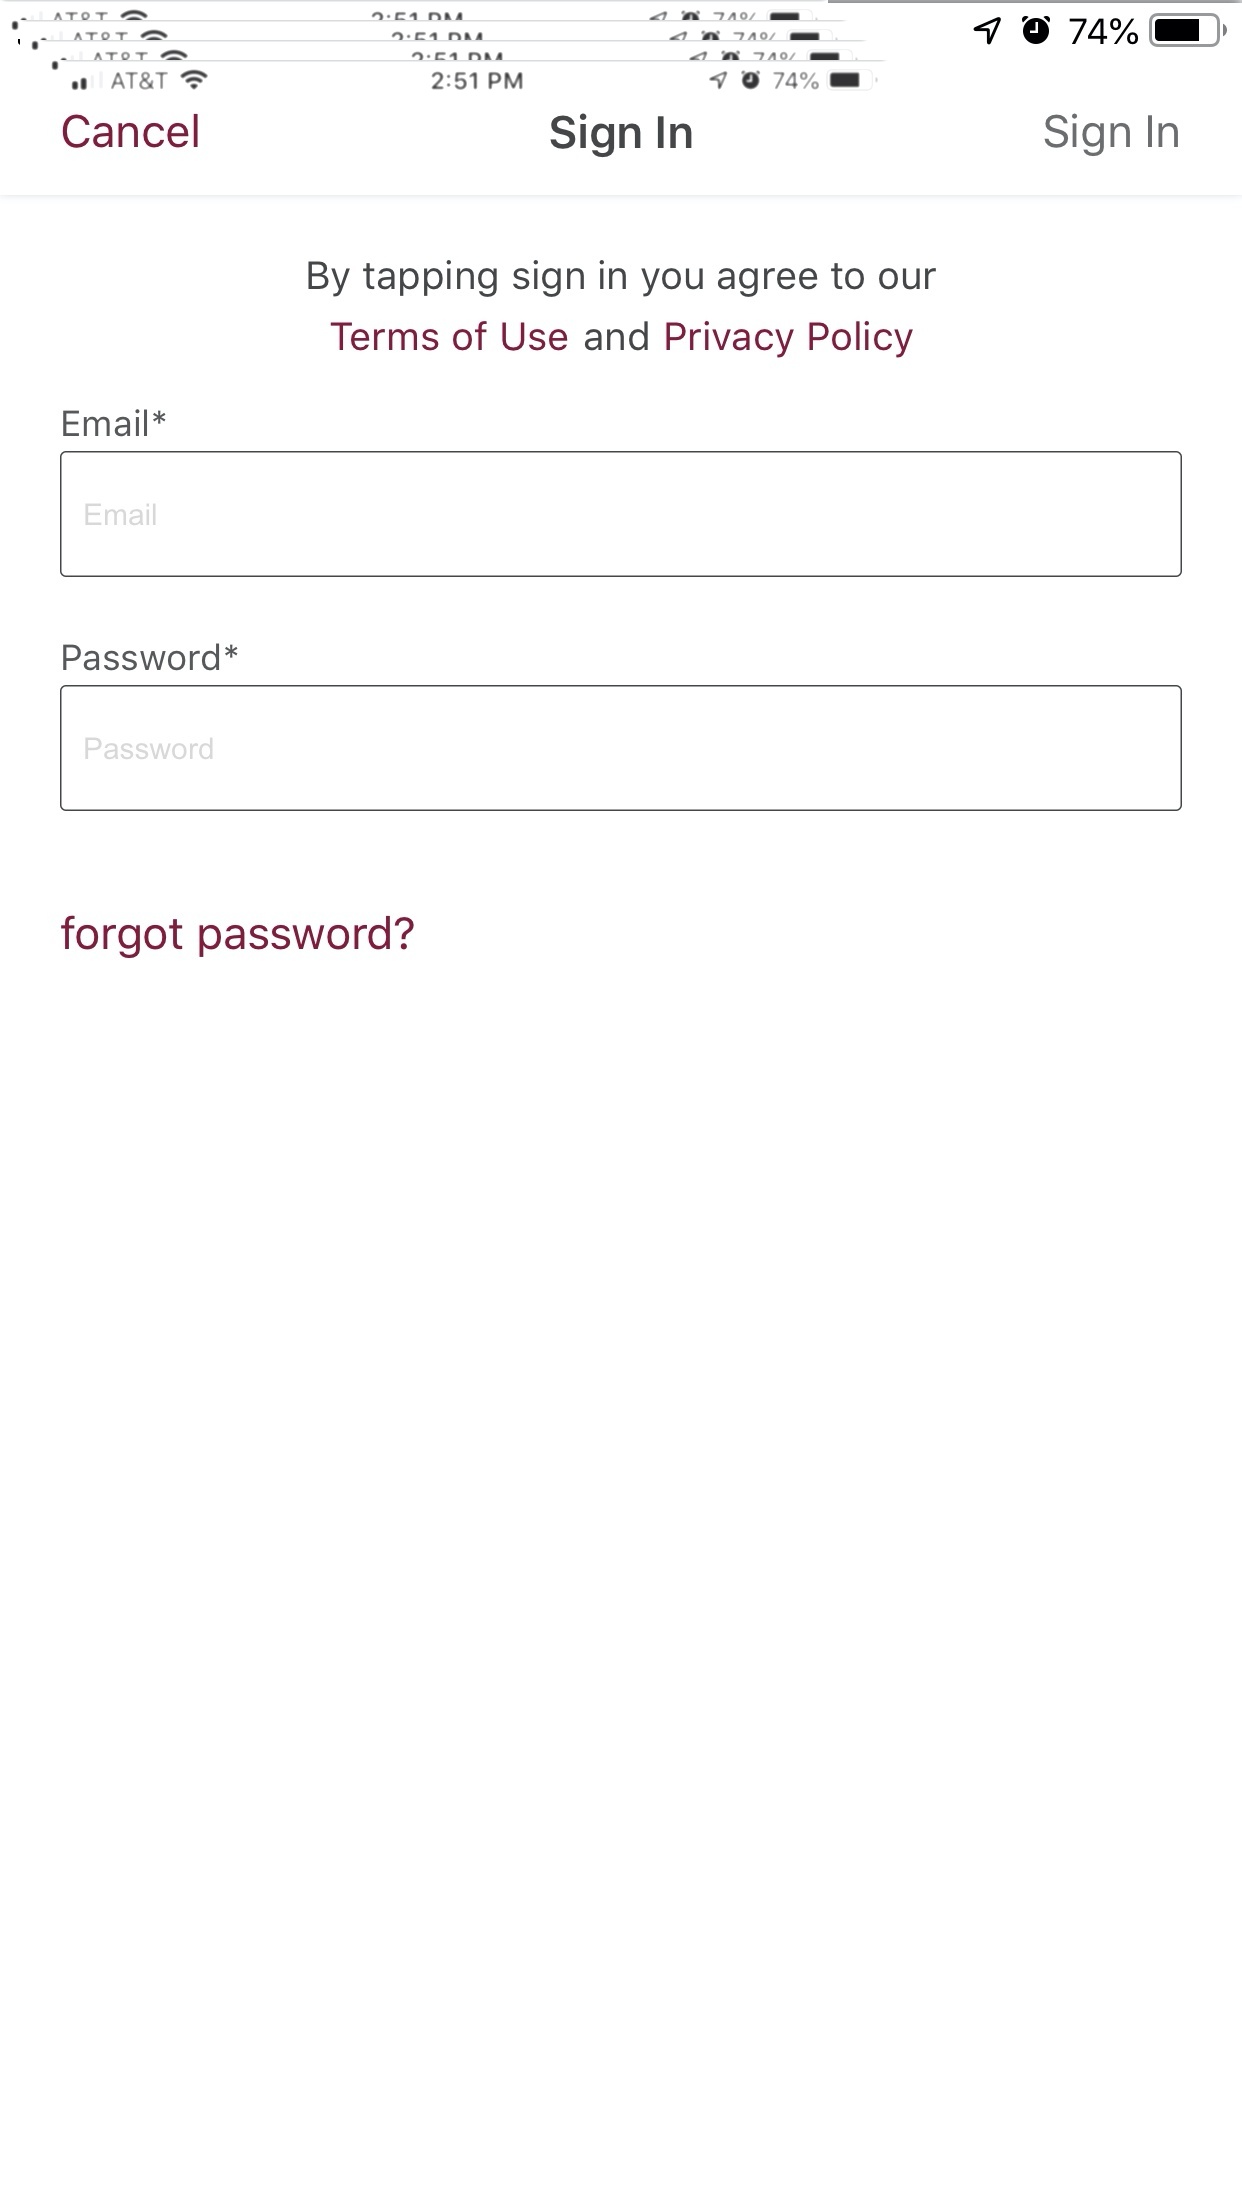 74%
AT&T 2:51 PM 74%
Cancel Sign In Sign In
By tapping sign in you agree to our
Terms of Use and Privacy Policy
Email*
Email
Password*
Password
forgot password?